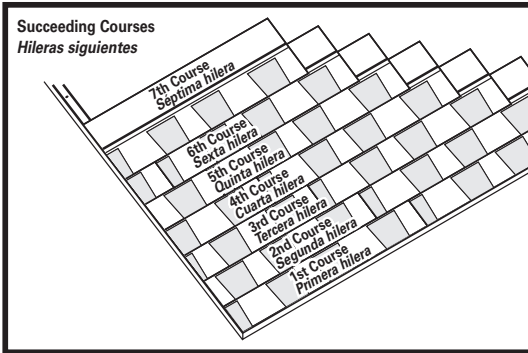 Succeeding Courses
Hileras siguientes
7th Course
Séptima hilera
6th Course
Sexta hilera
5th Course
Quinta hilera
4th Course
Cuarta hilera
3rd Course
Tercera hilera
2nd Course
Segunda hilera
1st Course
Primera hilera